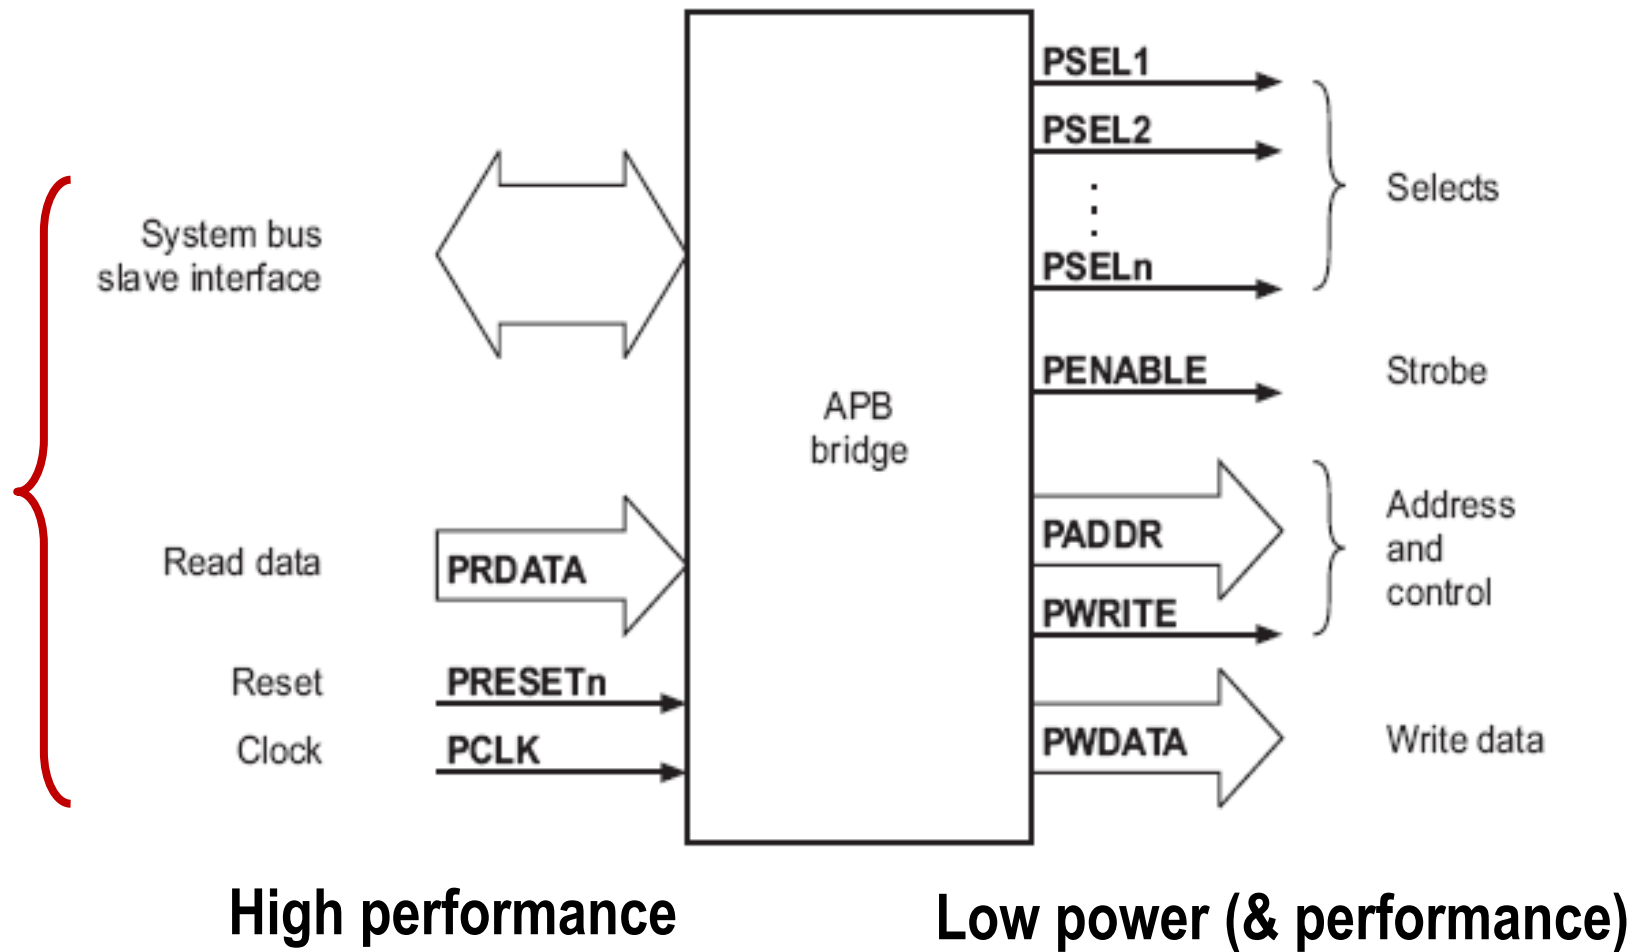 System bus
slave interface
Read data
PRDATA
Reset
PRESETn
Clock
PCLK
APB
bridge
PSEL1
PSEL2
PSELn
Selects
PENABLE
Strobe
PADDR
PWRITE
Address
and
control
PWDATA
Write data
High performance
Low power (& performance)